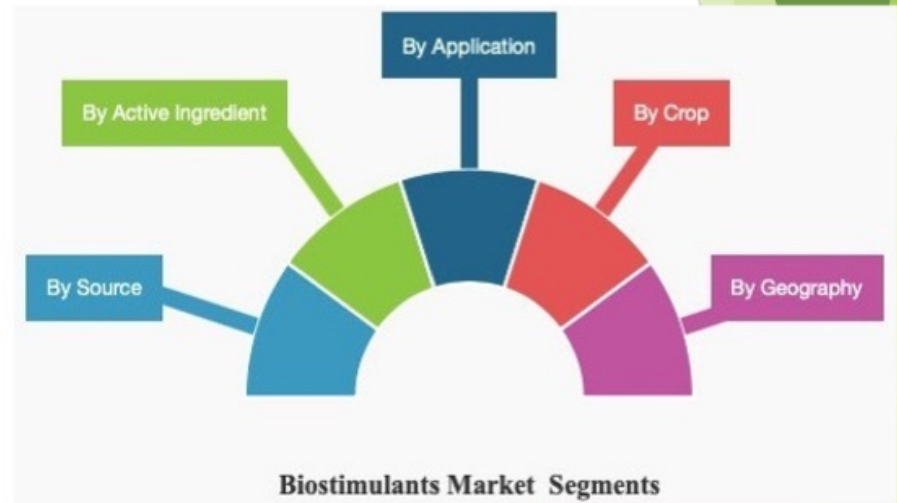 By Application
By Active Ingredient
By Crop
By Source
By Geography
Biostimulants Market Segments